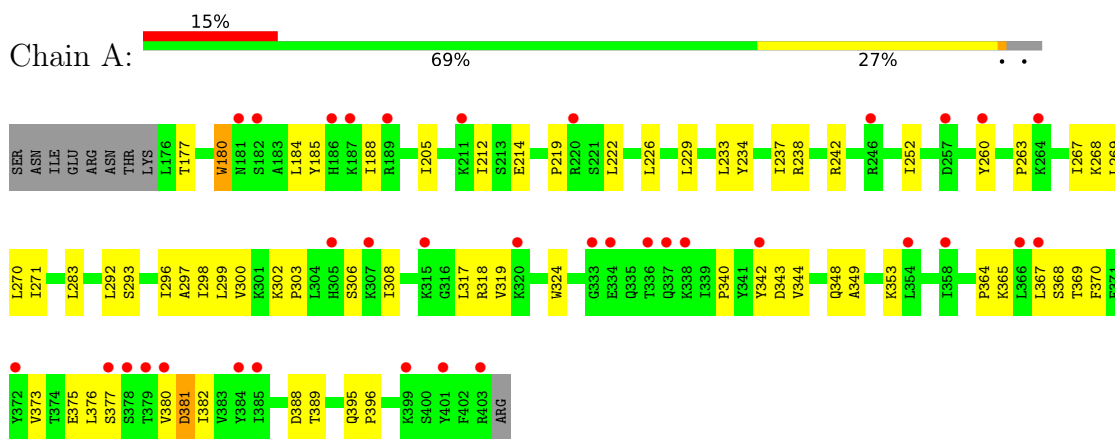 15%
Chain A:
69% 27% • •
SER ASN ILE GLU ARG ASN THR LYS L176 T177 W180 N181 S182 A183 L184 Y185 H186 K187 I188 R189 I205 K211 I212 S213 E214 P219 R220 S221 L222 L226 L229 L233 Y234 I237 R238 R242 R246 I252 D257 Y260 P263 K264 I267 K268 L269
L270 I271 L283 L292 S293 I296 A297 I298 L299 V300 K301 K302 P303 L304 H305 S306 K307 I308 K315 G316 L317 R318 V319 K320 W324 G333 E334 Q335 T336 Q337 K338 I339 P340 Y341 Y342 D343 V344 Q348 A349 K353 L354 I358 P364 K365 L366 L367 S368 T369 F370 E371
Y372 V373 T374 E375 L376 S377 S378 T379 V380 D381 I382 V383 Y384 I385 D388 T389 Q395 P396 K399 S400 Y401 F402 R403 ARG